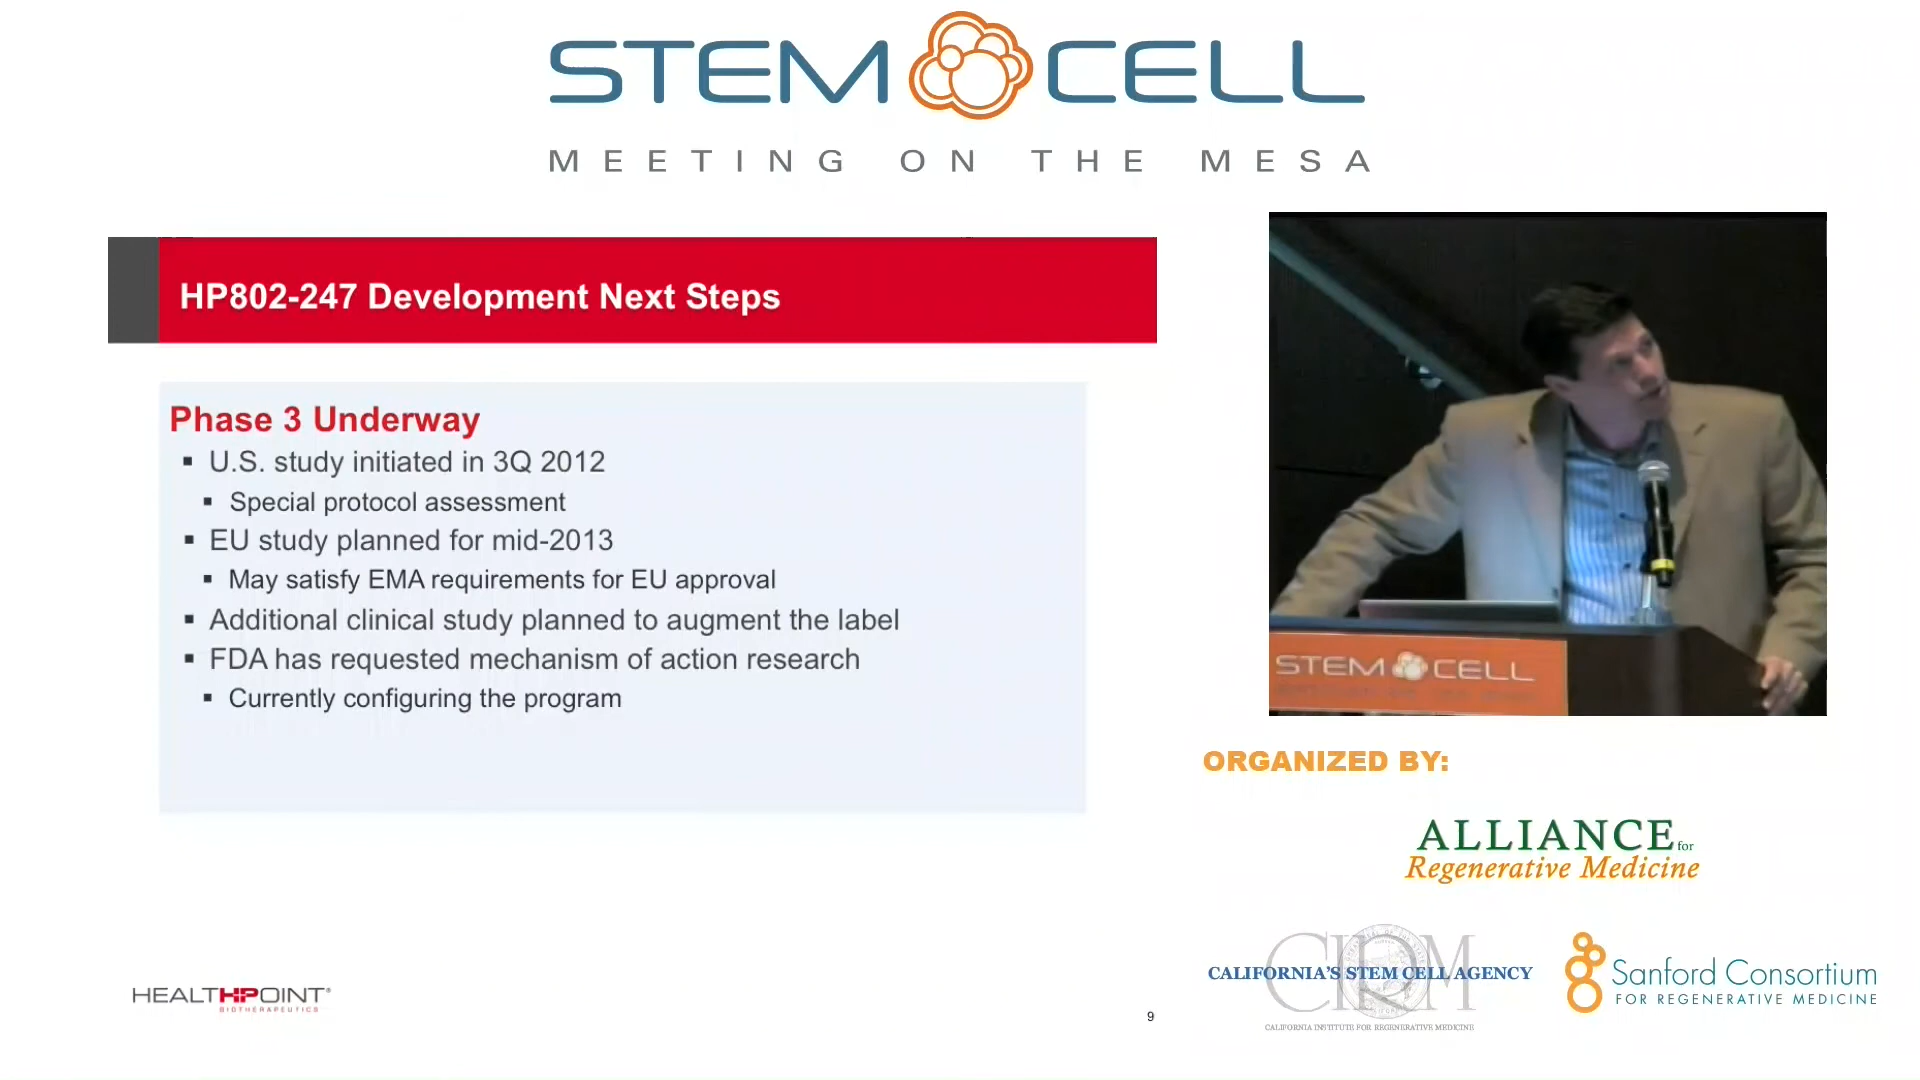 STEM CELL
MEETING ON THE MESA
HP802-247 Development Next Steps
Phase 3 Underway
▪ U.S. study initiated in 3Q 2012
▪ Special protocol assessment
▪ EU study planned for mid-2013
▪ May satisfy EMA requirements for EU approval
▪ Additional clinical study planned to augment the label
▪ FDA has requested mechanism of action research
▪ Currently configuring the program
HEALTHPOINT®
BIOTHERAPEUTICS
9
STEM CELL
ORGANIZED BY:
ALLIANCE for
Regenerative Medicine
CIRM
CALIFORNIA'S STEM CELL AGENCY
CALIFORNIA INSTITUTE FOR REGENERATIVE MEDICINE
Sanford Consortium
FOR REGENERATIVE MEDICINE